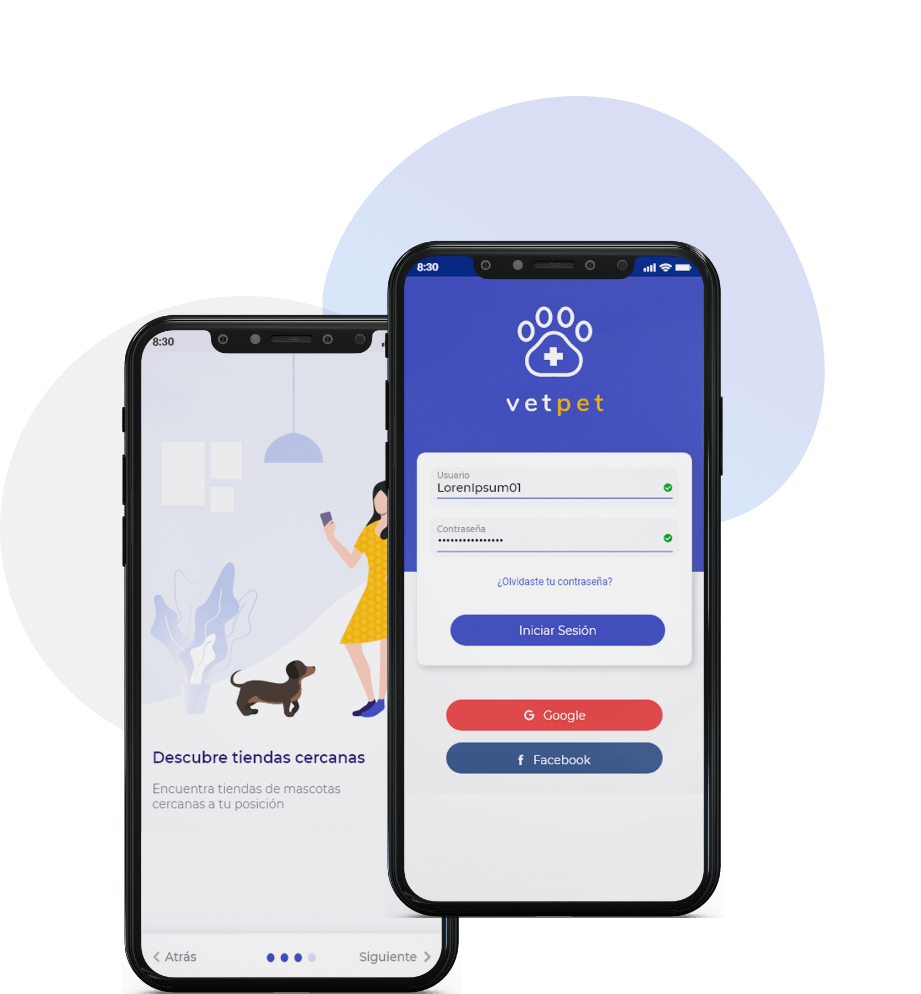 8:30
Descubre tiendas cercanas
Encuentra tiendas de mascotas
cercanas a tu posición
Atrás
Siguiente
8:30
vetpet
Usuario
LorenIpsum01
Contraseña
¿Olvidaste tu contraseña?
Iniciar Sesión
G Google
f Facebook